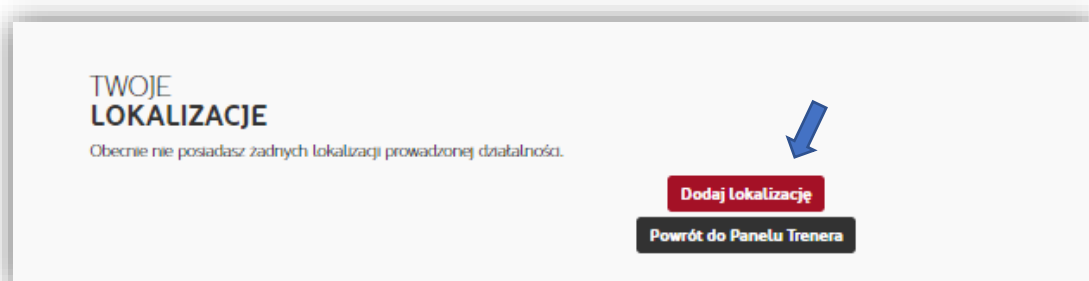 TWOJE
LOKALIZACJE
Obecnie nie posiadasz żadnych lokalizacji prowadzonej działalności.
Dodaj lokalizację
Powrót do Panelu Trenera